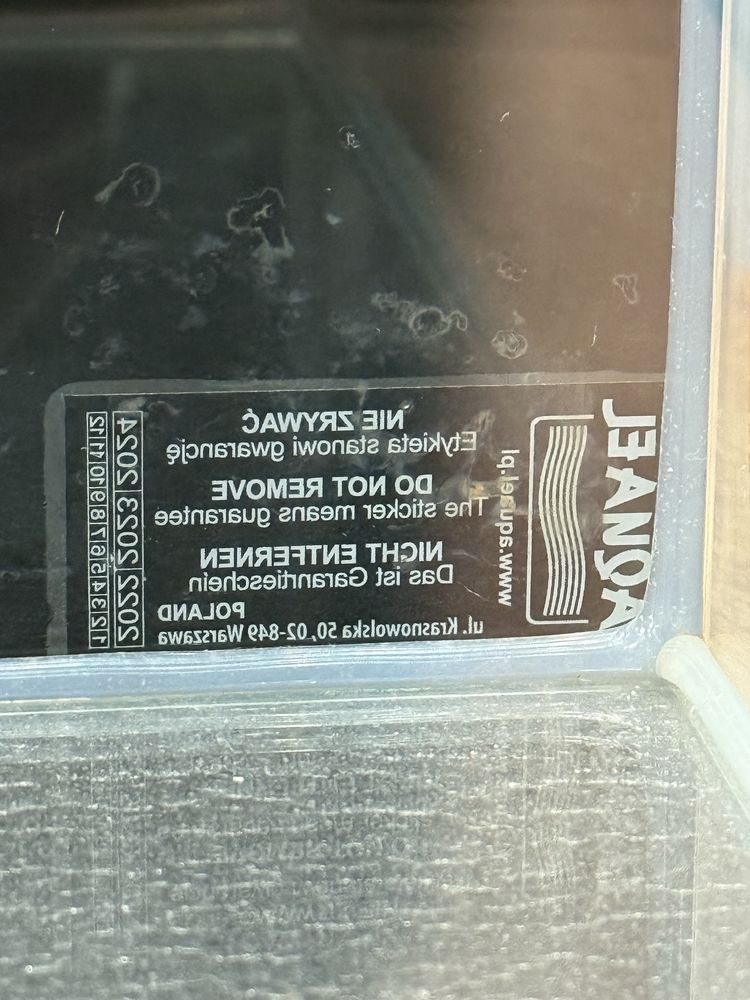 AQUAEL
www.aquael.pl
NIE ZRYWAĆ
Etykieta stanowi gwarancję
DO NOT REMOVE
The sticker means guarantee
NICHT ENTFERNEN
Das ist Garantieschein
POLAND
ul. Krasnowolska 50, 02-849 Warszawa
2022 2023 2024
1 2 3 4 5 6 7 8 9 10 11 12